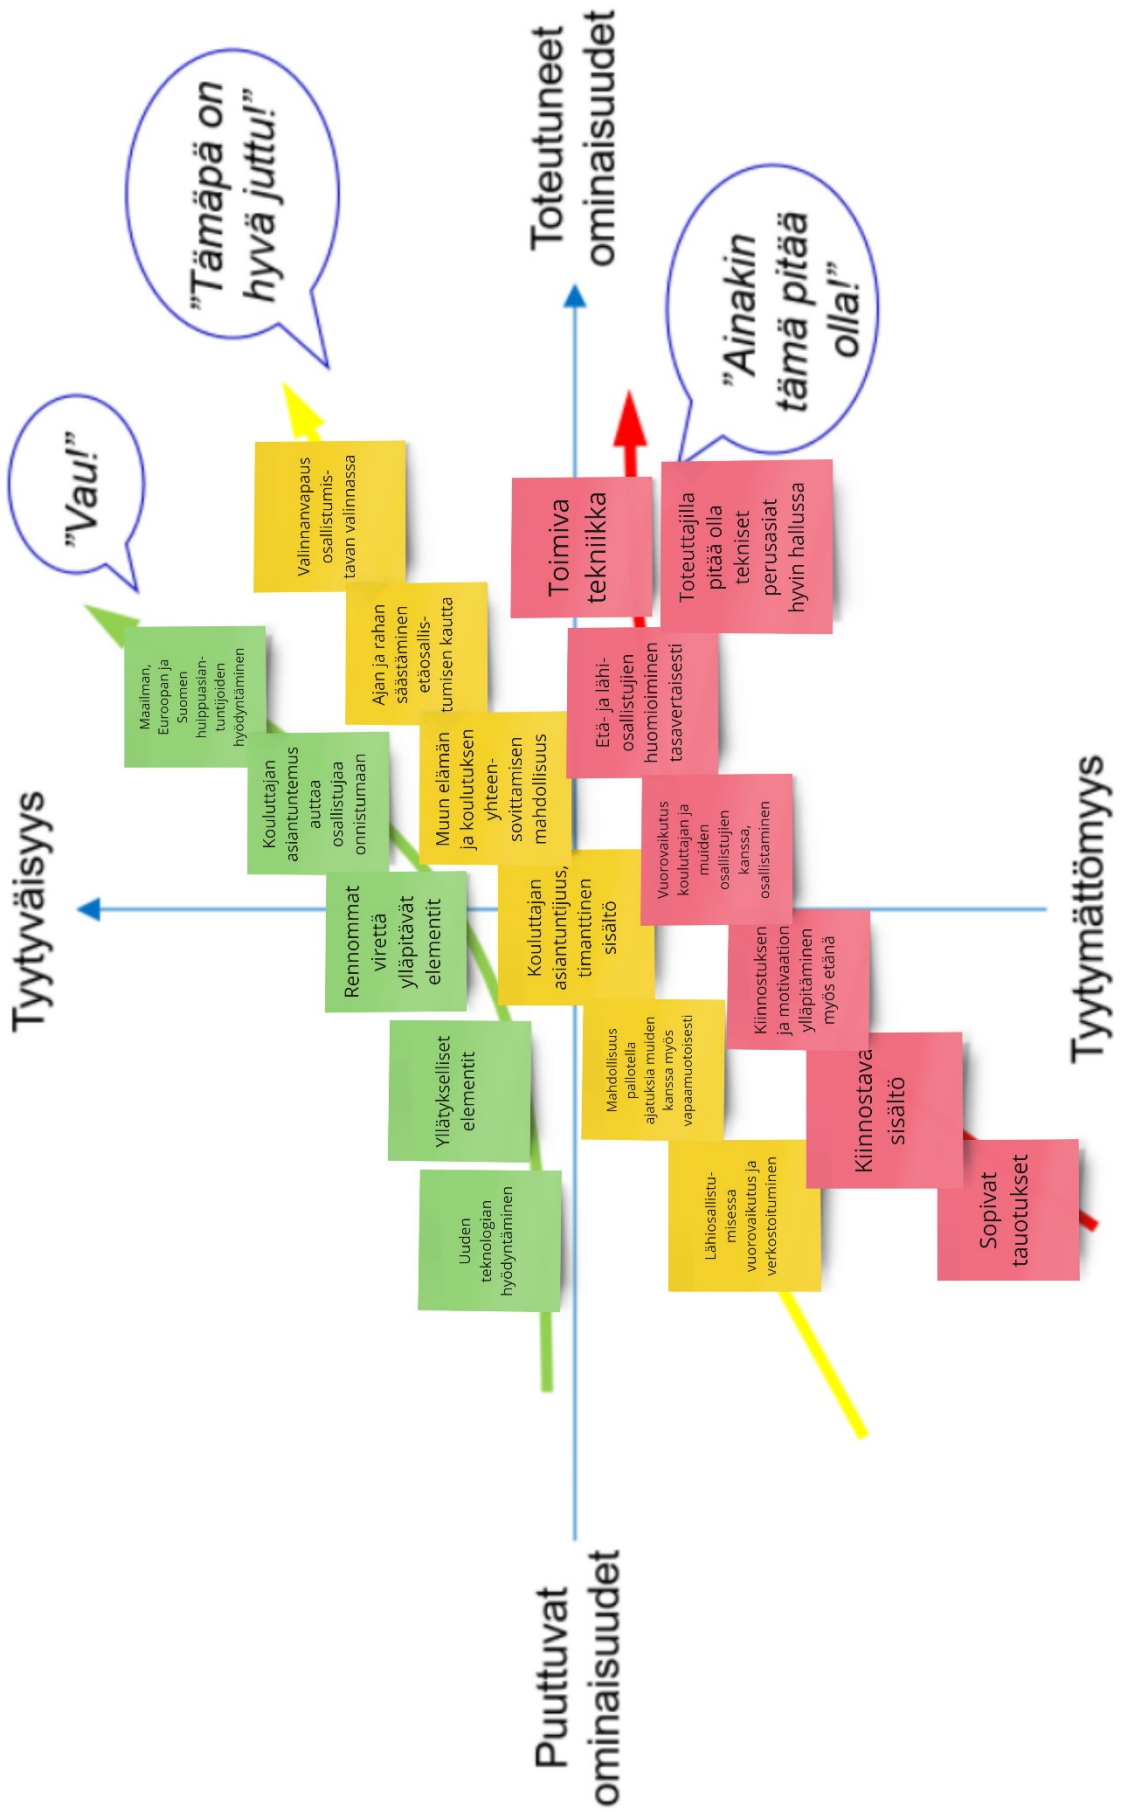 Tyytyväisyys
”Vau!”
”Tämäpä on
hyvä juttu!”
Maailman,
Euroopan ja
Suomen
huippuasian-
tuntijoiden
hyödyntäminen
Kouluttajan
asiantuntemus
auttaa
osallistujaa
onnistumaan
Rennommat
virettä
ylläpitävät
elementit
Yllätykselliset
elementit
Uuden
teknologian
hyödyntäminen
Valinnanvapaus
osallistumis-
tavan valinnassa
Ajan ja rahan
säästäminen
etäosallis-
tumisen kautta
Muun elämän
ja koulutuksen
yhteen-
sovittamisen
mahdollisuus
Kouluttajan
asiantuntijuus,
timanttinen
sisältö
Mahdollisuus
pallotella
ajatuksia muiden
kanssa myös
vapaamuotoisesti
Lähiosallistu-
misessa
vuorovaikutus ja
verkostoituminen
Puuttuvat
ominaisuudet
Toteutuneet
ominaisuudet
Toimiva
tekniikka
Toteuttajilla
pitää olla
tekniset
perusasiat
hyvin hallussa
Etä- ja lähi-
osallistujien
huomioiminen
tasavertaisesti
Vuorovaikutus
kouluttajan ja
muiden
osallistujien
kanssa,
osallistaminen
Kiinnostuksen
ja motivaation
ylläpitäminen
myös etänä
Kiinnostava
sisältö
Sopivat
tauotukset
”Ainakin
tämä pitää
olla!”
Tyytymättömyys